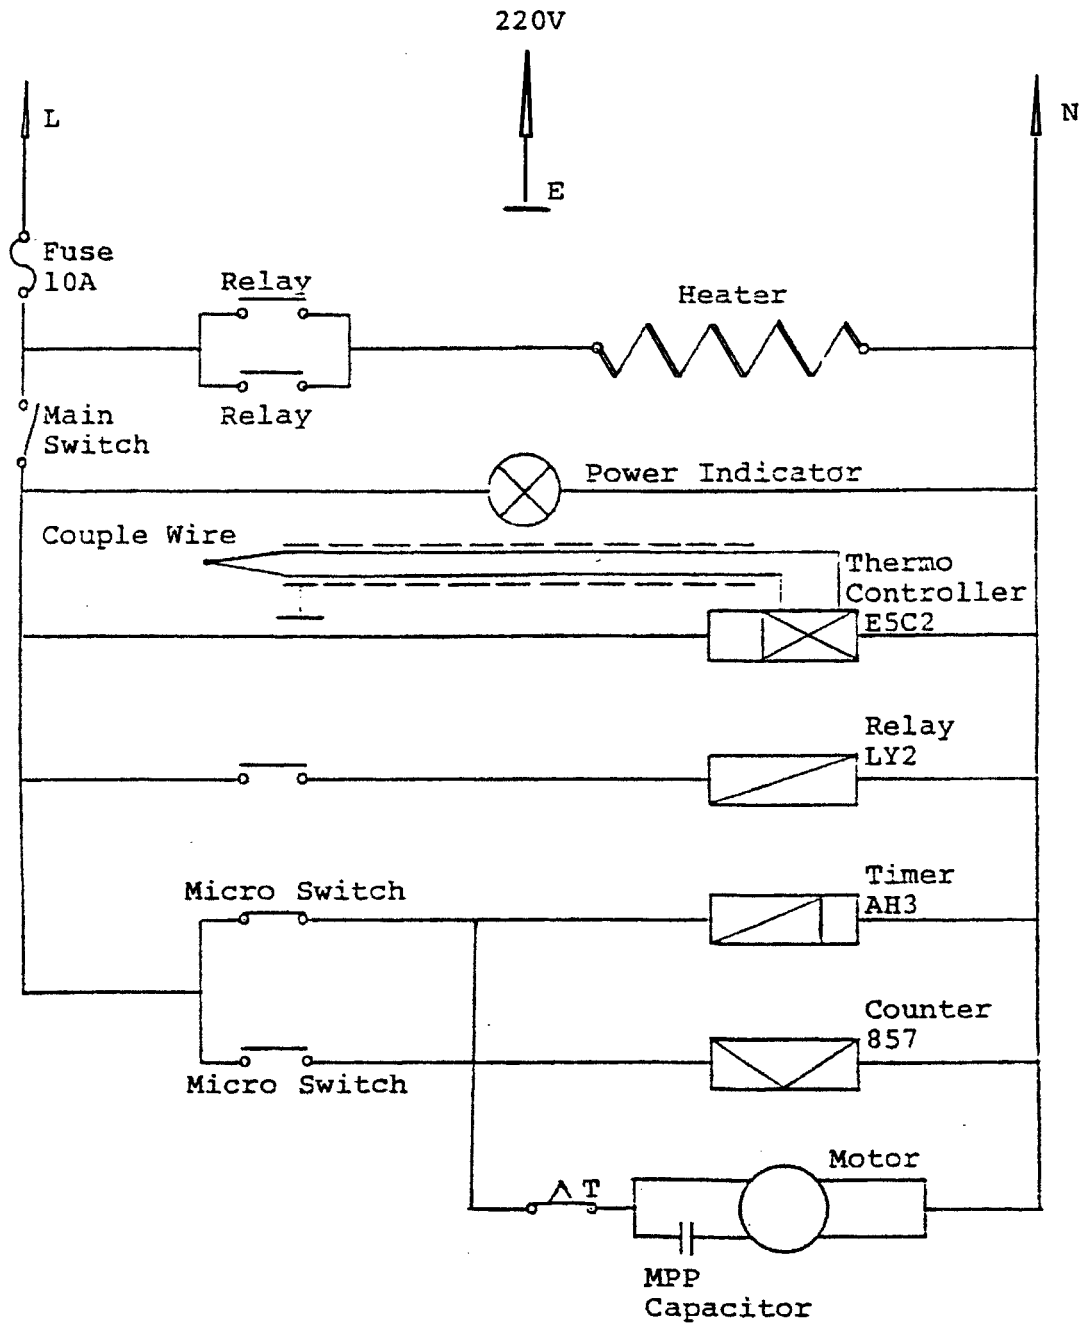 220V
L
N
E
Fuse
10A
Relay
Heater
Relay
Main
Switch
Power Indicator
Couple Wire
Thermo
Controller
E5C2
Relay
LY2
Timer
AH3
Micro Switch
Counter
857
Micro Switch
Motor
T
MPP
Capacitor